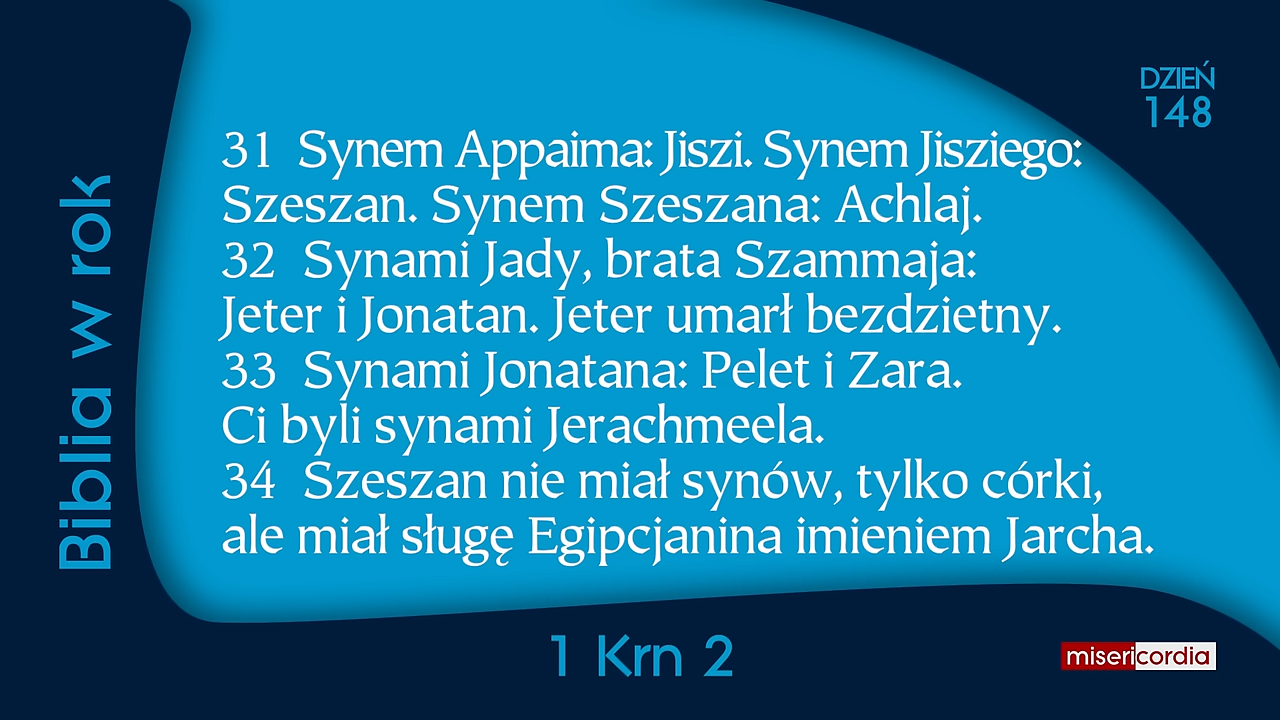 DZIEŃ
148
31 Synem Appaima: Jiszi. Synem Jisziego:
Szeszan. Synem Szeszana: Achlaj.
32 Synami Jady, brata Szammaja:
Jeter i Jonatan. Jeter umarł bezdzietny.
33 Synami Jonatana: Pelet i Zara.
Ci byli synami Jerachmeela.
34 Szeszan nie miał synów, tylko córki,
ale miał sługę Egipcjanina imieniem Jarcha.
Biblia w rok
1 Krn 2
misericordia